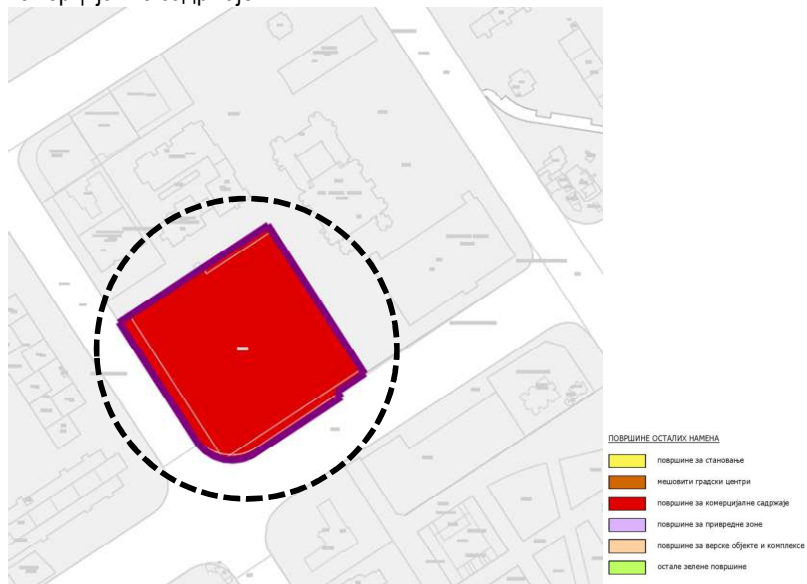 ПОВРШИНЕ ОСТАЛИХ НАМЕНА
површине за становање
мешовити градски центри
површине за комерцијалне садржаје
површине за привредне зоне
површине за верске објекте и комплексе
остале зелене површине